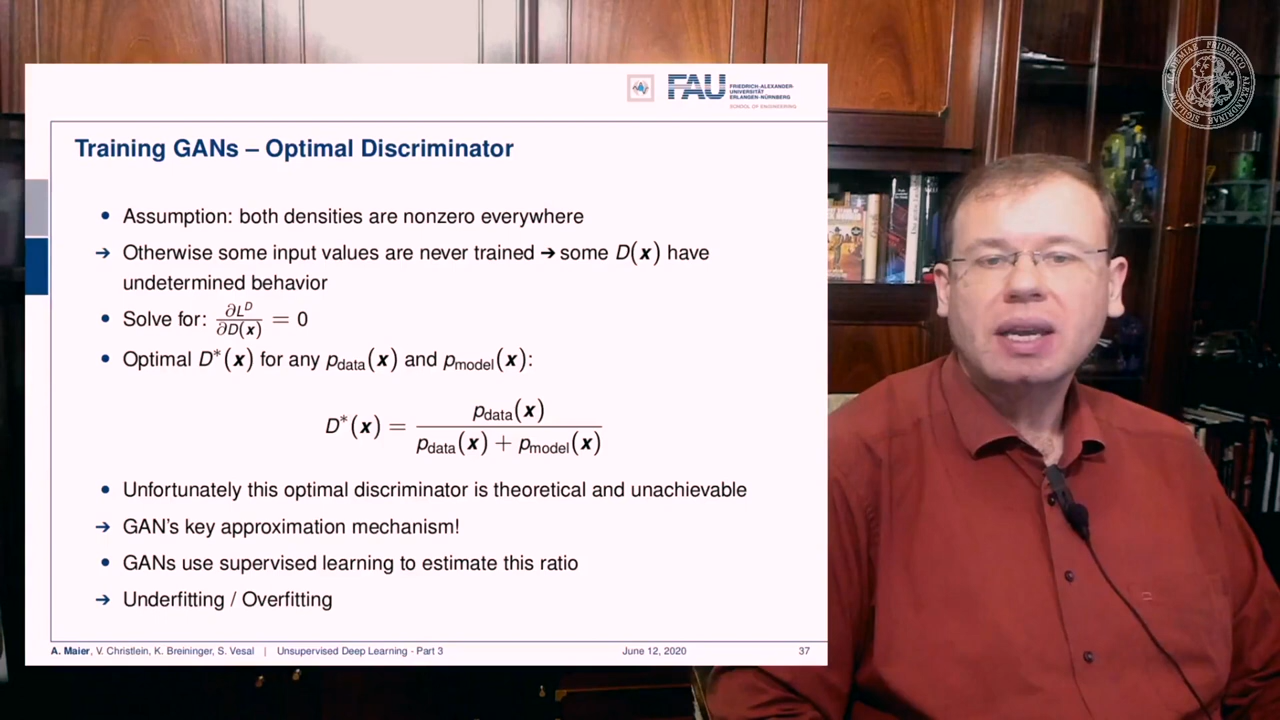 FAU
FRIEDRICH-ALEXANDER-
UNIVERSITÄT
ERLANGEN-NÜRNBERG
SCHOOL OF ENGINEERING
Training GANs – Optimal Discriminator
• Assumption: both densities are nonzero everywhere
➔ Otherwise some input values are never trained ➔ some D(x) have
undetermined behavior
• Solve for: ∂L^D / ∂D(x) = 0
• Optimal D*(x) for any p_data(x) and p_model(x):
D*(x) = p_data(x) / (p_data(x) + p_model(x))
• Unfortunately this optimal discriminator is theoretical and unachievable
➔ GAN's key approximation mechanism!
• GANs use supervised learning to estimate this ratio
➔ Underfitting / Overfitting
A. Maier, V. Christlein, K. Breininger, S. Vesal | Unsupervised Deep Learning - Part 3 June 12, 2020 37